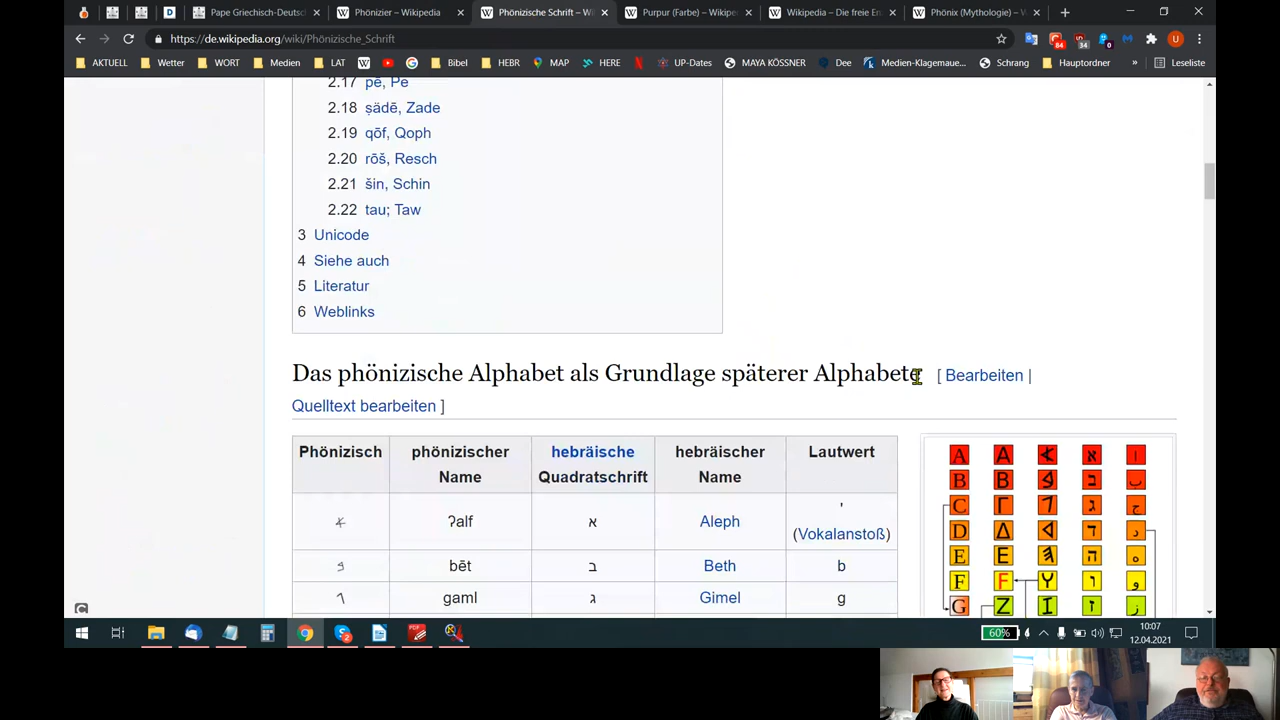 Pape Griechisch-Deutsc
Phönizier – Wikipedia
Phönizische Schrift – Wi
Purpur (Farbe) – Wikipe
Wikipedia – Die freie En
Phönix (Mythologie) – W
https://de.wikipedia.org/wiki/Phönizische_Schrift
84
34
0
U
AKTUELL
Wetter
WORT
Medien
LAT
Bibel
HEBR
MAP
HERE
UP-Dates
MAYA KÖSSNER
Dee
Medien-Klagemaue...
Schrang
Hauptordner
»
Leseliste
2.17 pē, Pe
2.18 ṣädē, Zade
2.19 qōf, Qoph
2.20 rōš, Resch
2.21 šin, Schin
2.22 tau; Taw
3 Unicode
4 Siehe auch
5 Literatur
6 Weblinks
Das phönizische Alphabet als Grundlage späterer Alphabete [ Bearbeiten |
Quelltext bearbeiten ]
Phönizisch phönizischer Name hebräische Quadratschrift hebräischer Name Lautwert
𐤀 ʔalf א Aleph ' (Vokalanstoß)
𐤁 bēt ב Beth b
𐤂 gaml ג Gimel g
A Α 𐤀 א ا
B Β 𐤁 ב ب
C Γ 𐤂 ג ج
D Δ 𐤃 ד د
E Ε 𐤄 ה ه
F F Y ו و
G Z I ז ز
60%
10:07
12.04.2021